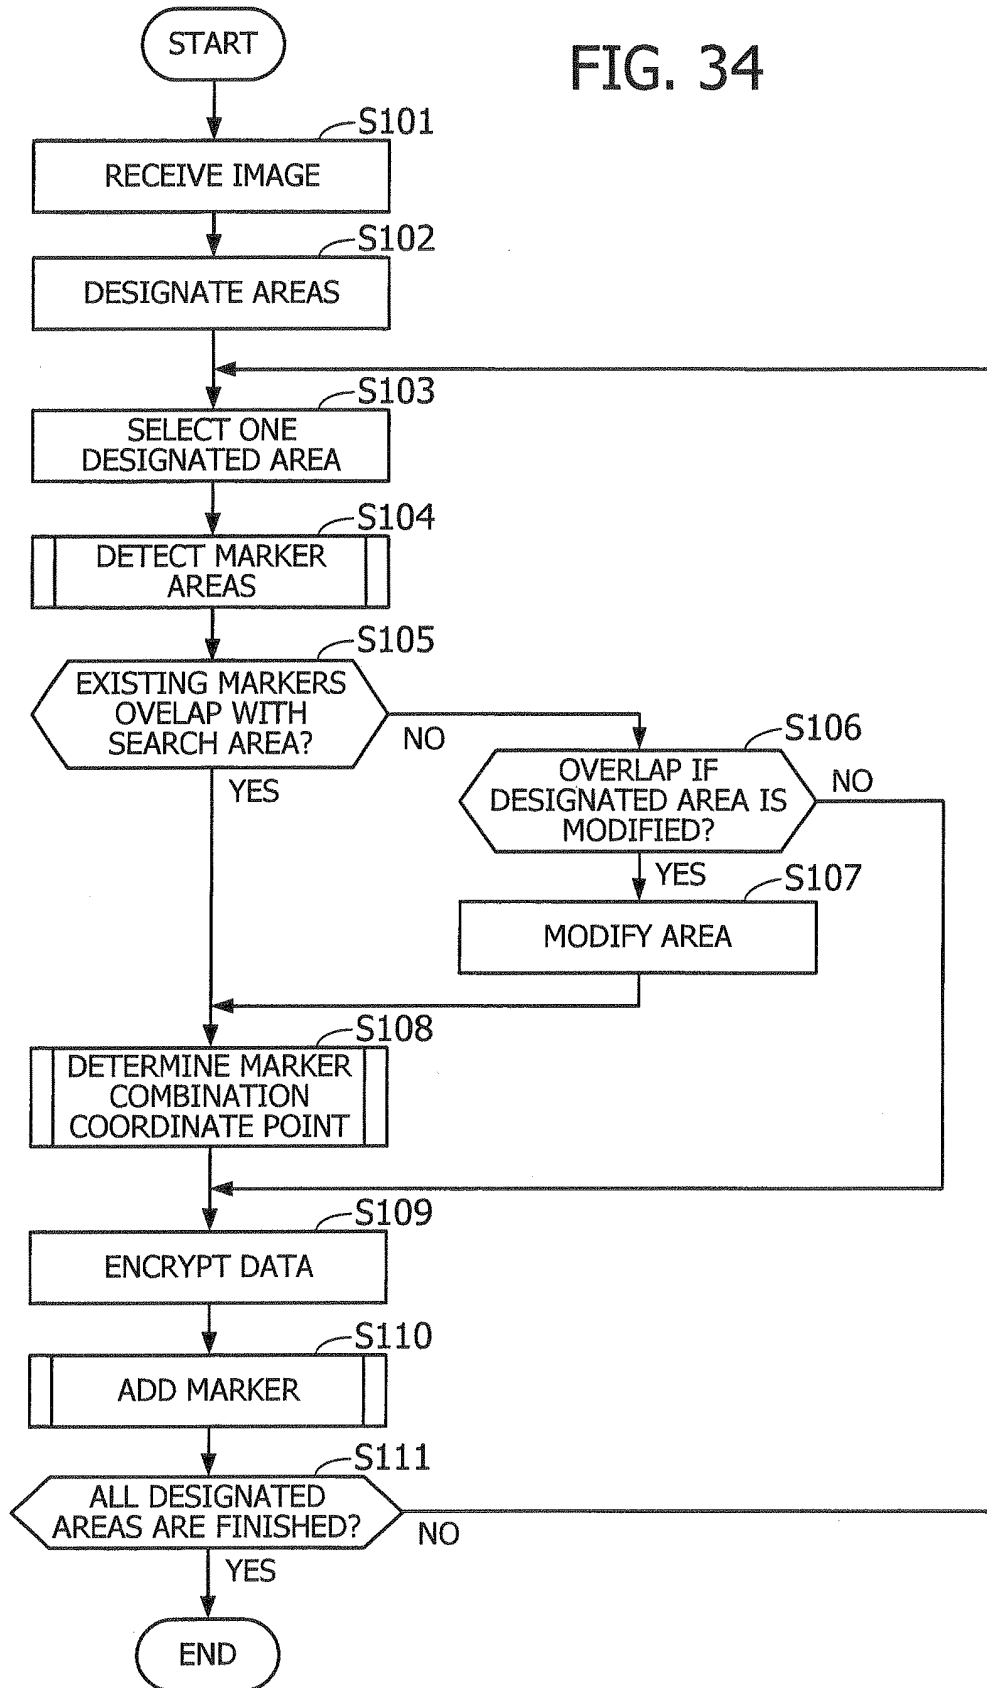 START
FIG. 34
S101
RECEIVE IMAGE
S102
DESIGNATE AREAS
S103
SELECT ONE
DESIGNATED AREA
S104
DETECT MARKER
AREAS
S105
EXISTING MARKERS
OVELAP WITH
SEARCH AREA?
NO
YES
S106
OVERLAP IF
DESIGNATED AREA IS
MODIFIED?
NO
YES
S107
MODIFY AREA
S108
DETERMINE MARKER
COMBINATION
COORDINATE POINT
S109
ENCRYPT DATA
S110
ADD MARKER
S111
ALL DESIGNATED
AREAS ARE FINISHED?
NO
YES
END